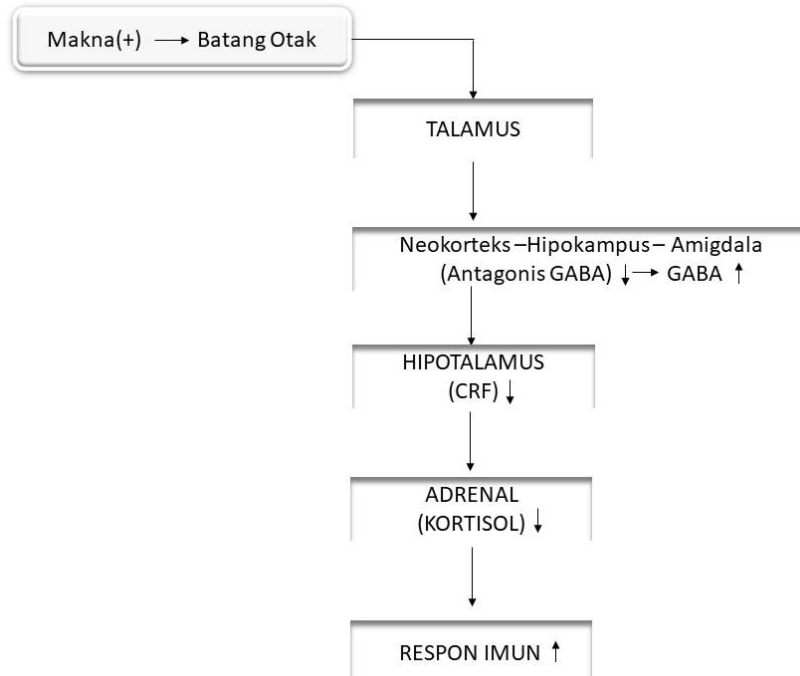 Makna(+) → Batang Otak
TALAMUS
Neokorteks –Hipokampus – Amigdala
(Antagonis GABA) ↓ → GABA ↑
HIPOTALAMUS
(CRF) ↓
ADRENAL
(KORTISOL) ↓
RESPON IMUN ↑